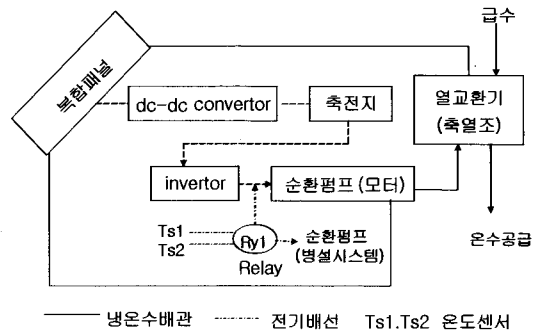 급수
복합패널
dc-dc convertor
축전지
열교환기
(축열조)
invertor
순환펌프(모터)
Ts1
Ts2
Ry1
Relay
순환펌프
(병설시스템)
온수공급
냉온수배관 전기배선 Ts1.Ts2 온도센서